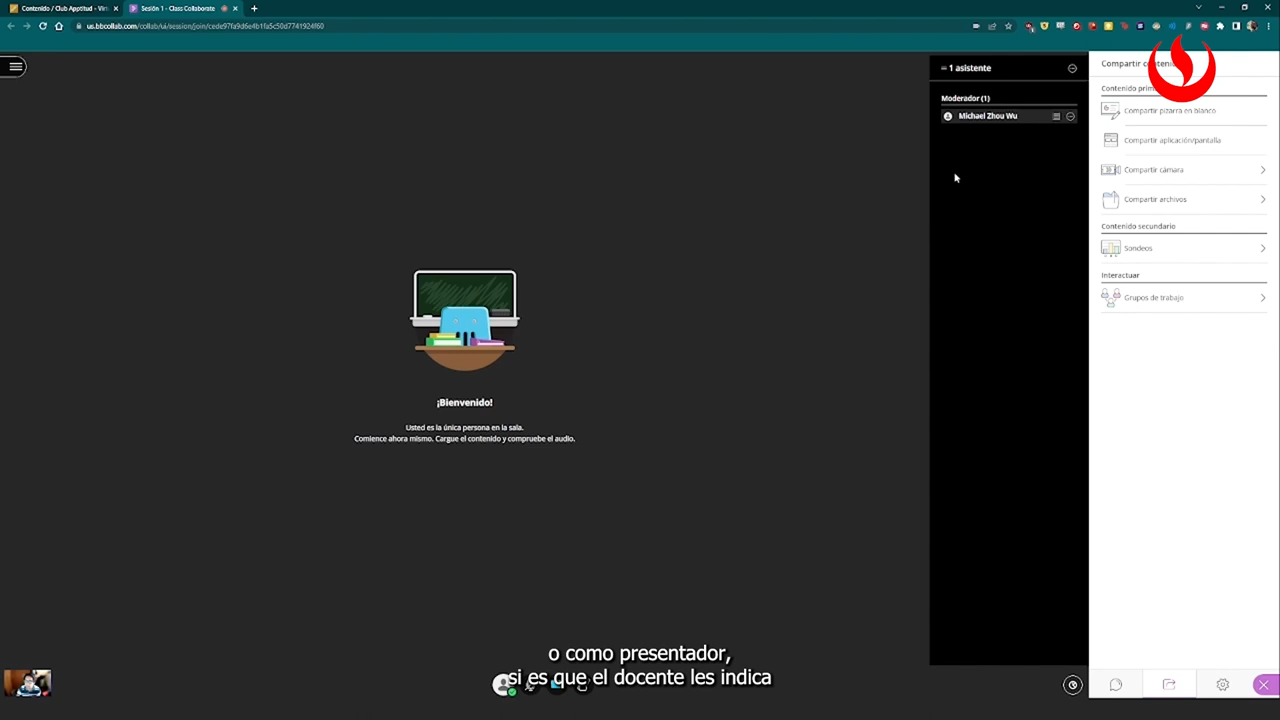 Contenido / Club Apptitud - Vir
Sesión 1 - Class Collaborate
us.bbcollab.com/collab/ui/session/join/cede97fa9d6e4b1fa5c50d7741924f60
1 asistente
Moderador (1)
Michael Zhou Wu
¡Bienvenido!
Usted es la única persona en la sala.
Comience ahora mismo. Cargue el contenido y compruebe el audio.
Compartir
Contenido
Compartir pizarra en blanco
Compartir aplicación/pantalla
Compartir cámara
Compartir archivos
Contenido secundario
Sondeos
Interactuar
Grupos de trabajo
o como presentador,
si es que el docente les indica